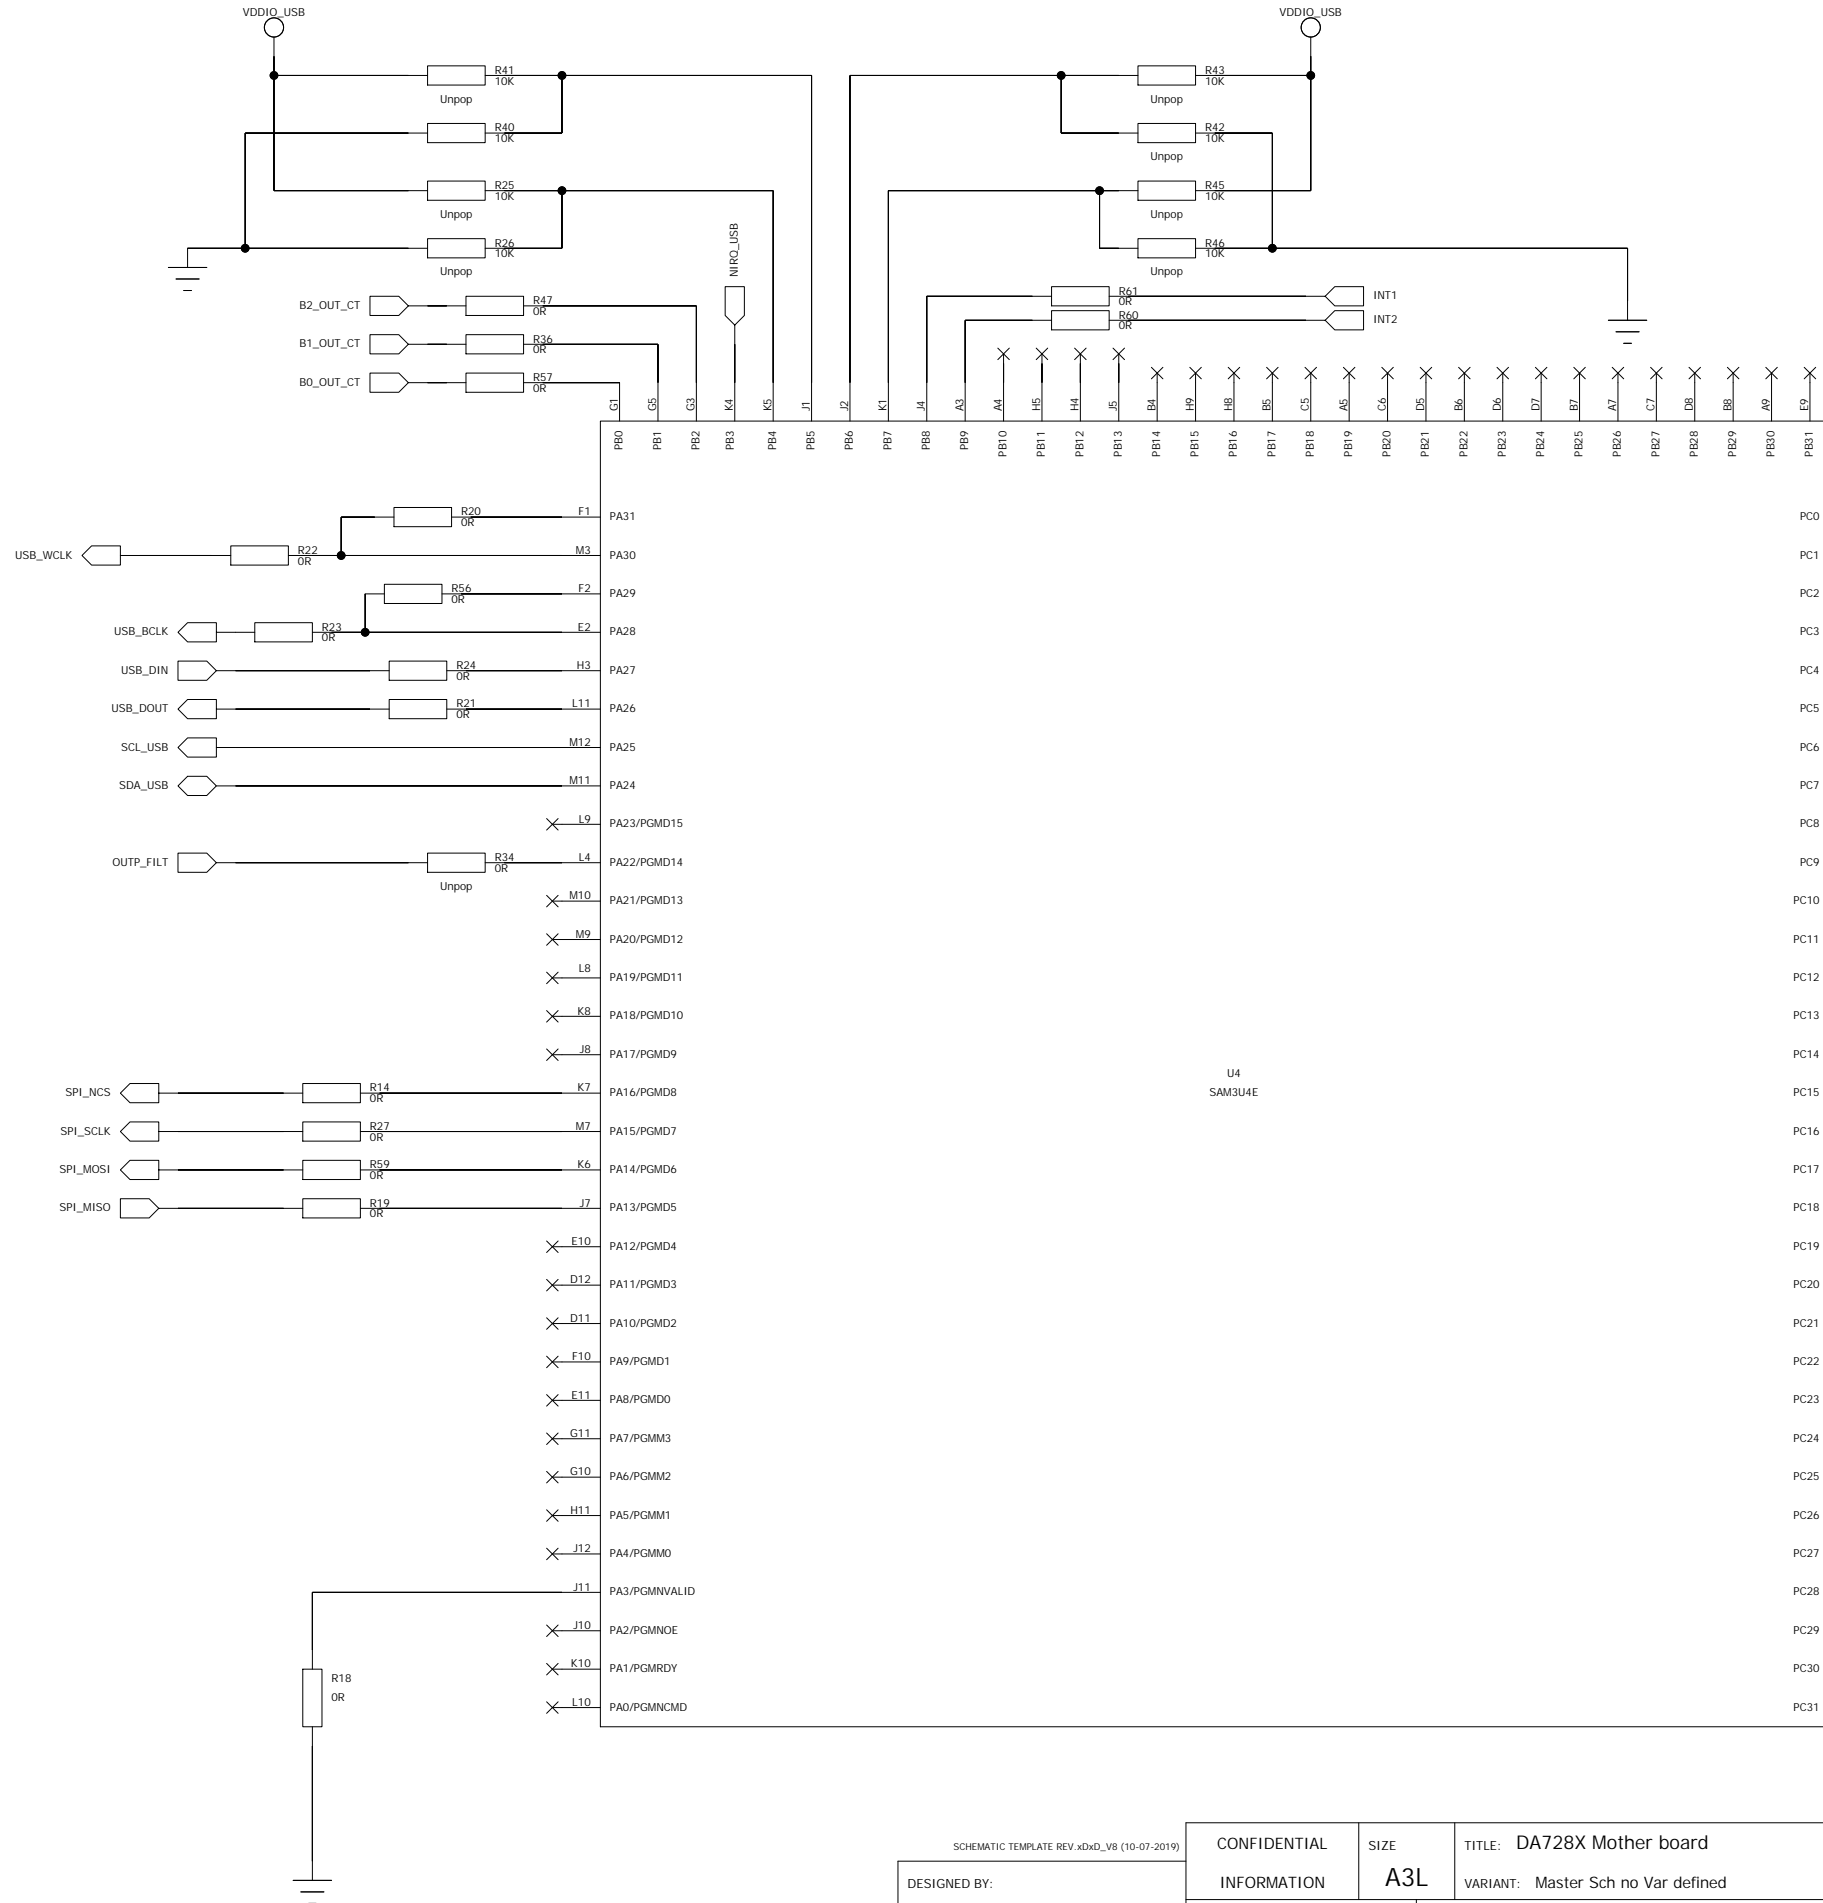 VDDIO_USB
VDDIO_USB
R41
10K
Unpop
R43
10K
Unpop
R40
10K
R42
10K
Unpop
R25
10K
Unpop
R45
10K
Unpop
R26
10K
Unpop
R46
10K
Unpop
NIRQ_USB
B2_OUT_CT
R47
0R
R61
0R
INT1
R60
0R
INT2
B1_OUT_CT
R36
0R
B0_OUT_CT
R57
0R
G1
G5
G3
K4
K5
J1
J2
K1
J4
A3
A4
H5
H4
J5
B4
H9
H8
B5
C5
A5
C6
D5
B6
D6
D7
B7
A7
C7
D8
B8
A9
E9
PB0
PB1
PB2
PB3
PB4
PB5
PB6
PB7
PB8
PB9
PB10
PB11
PB12
PB13
PB14
PB15
PB16
PB17
PB18
PB19
PB20
PB21
PB22
PB23
PB24
PB25
PB26
PB27
PB28
PB29
PB30
PB31
R20
0R
F1
PA31
PC0
USB_WCLK
R22
0R
M3
PA30
PC1
R56
0R
F2
PA29
PC2
USB_BCLK
R23
0R
E2
PA28
PC3
USB_DIN
R24
0R
H3
PA27
PC4
USB_DOUT
R21
0R
L11
PA26
PC5
SCL_USB
M12
PA25
PC6
SDA_USB
M11
PA24
PC7
L9
PA23/PGMD15
PC8
OUTP_FILT
R34
0R
Unpop
L4
PA22/PGMD14
PC9
M10
PA21/PGMD13
PC10
M9
PA20/PGMD12
PC11
L8
PA19/PGMD11
PC12
K8
PA18/PGMD10
PC13
J8
PA17/PGMD9
PC14
U4
SAM3U4E
SPI_NCS
R14
0R
K7
PA16/PGMD8
PC15
SPI_SCLK
R27
0R
M7
PA15/PGMD7
PC16
SPI_MOSI
R59
0R
K6
PA14/PGMD6
PC17
SPI_MISO
R19
0R
J7
PA13/PGMD5
PC18
E10
PA12/PGMD4
PC19
D12
PA11/PGMD3
PC20
D11
PA10/PGMD2
PC21
F10
PA9/PGMD1
PC22
E11
PA8/PGMD0
PC23
G11
PA7/PGMM3
PC24
G10
PA6/PGMM2
PC25
H11
PA5/PGMM1
PC26
J12
PA4/PGMM0
PC27
J11
PA3/PGMNVALID
PC28
J10
PA2/PGMNOE
PC29
K10
PA1/PGMRDY
PC30
L10
PA0/PGMNCMD
PC31
R18
0R
SCHEMATIC TEMPLATE REV.xDxD_V8 (10-07-2019)
DESIGNED BY:
CONFIDENTIAL
INFORMATION
SIZE
A3L
TITLE: DA728X Mother board
VARIANT: Master Sch no Var defined